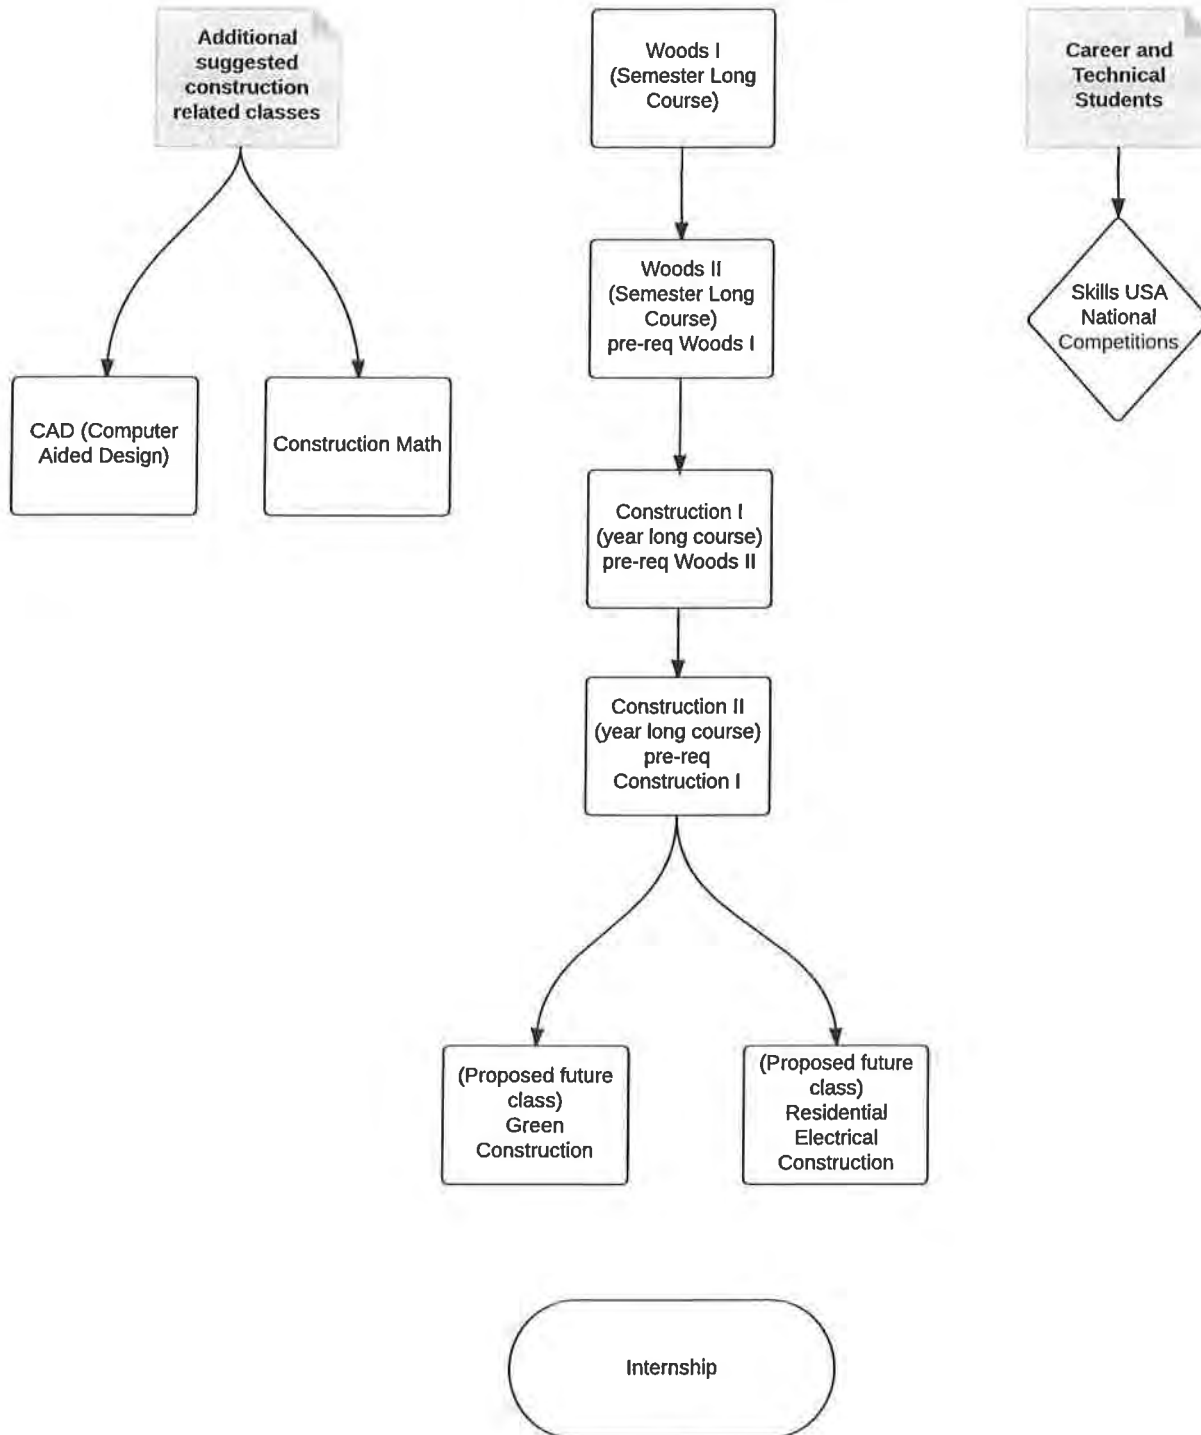 Additional
suggested
construction
related classes
Woods I
(Semester Long
Course)
Career and
Technical
Students
Woods II
(Semester Long
Course)
pre-req Woods I
Skills USA
National
Competitions
CAD (Computer
Aided Design)
Construction Math
Construction I
(year long course)
pre-req Woods II
Construction II
(year long course)
pre-req
Construction I
(Proposed future
class)
Green
Construction
(Proposed future
class)
Residential
Electrical
Construction
Internship